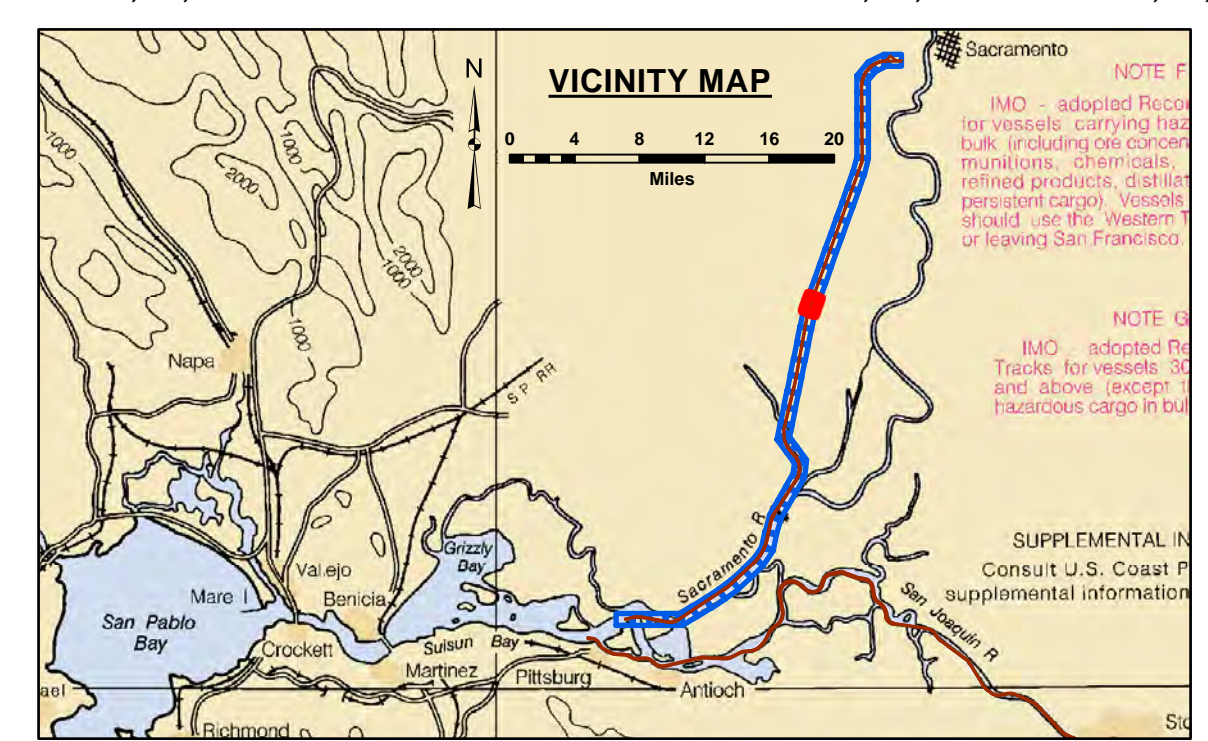 Sacramento
NOTE F
N
VICINITY MAP
IMO - adopted Recor
for vessels carrying haz
bulk (including ore concen
munitions, chemicals,
refined products, distillat
persistent cargo). Vessels
should use the Western T
or leaving San Francisco.
0 4 8 12 16 20
Miles
1000
1000
2000
2000
1000
1000
NOTE G
IMO - adopted Re
Tracks for vessels 30
and above (except t
hazardous cargo in bul
Napa
S P RR
SUPPLEMENTAL IN
Consult U.S. Coast P
supplemental information
Grizzly
Bay
Sacramento R
Vallejo
Mare I
Benicia
San Joaquin R
San Pablo
Bay
Crockett
Suisun Bay
Martinez
Pittsburg
Antioch
ael
Richmond
Sto